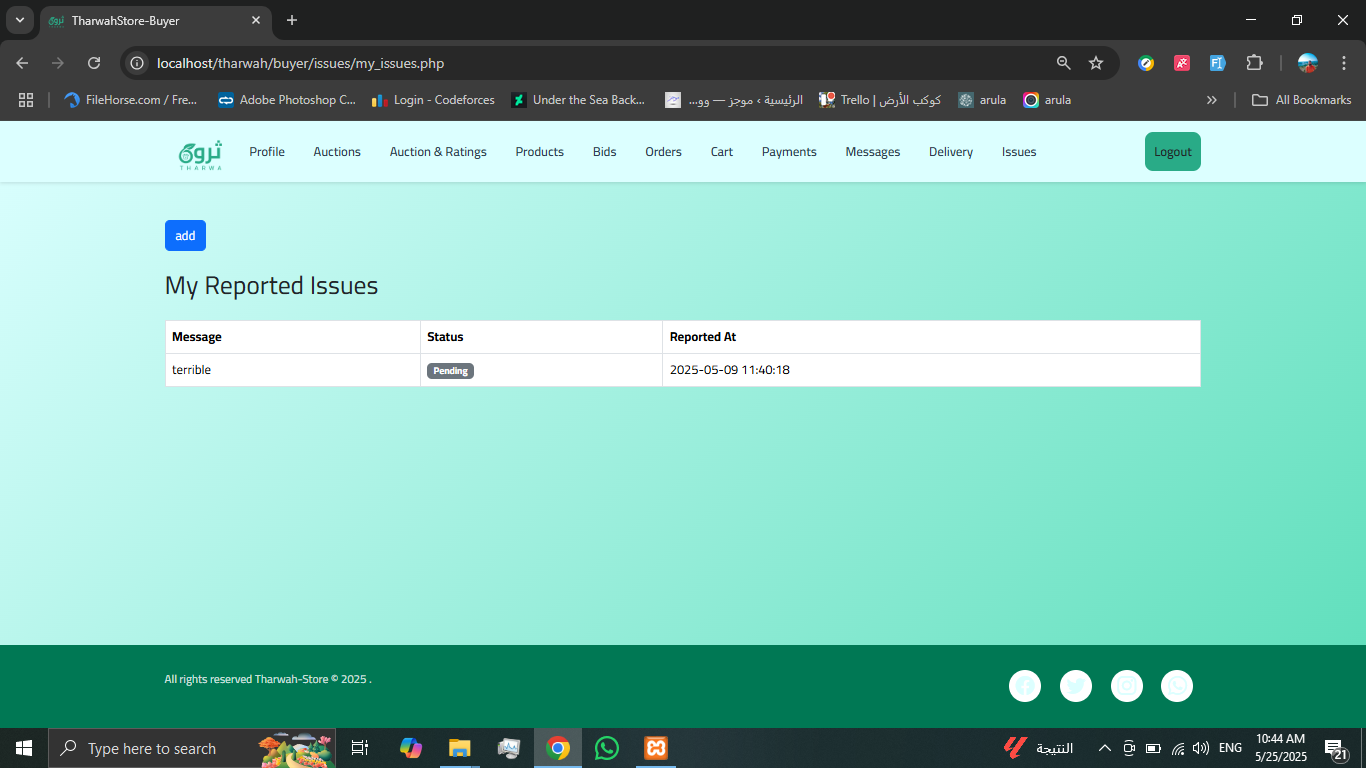 TharwahStore-Buyer
localhost/tharwah/buyer/issues/my_issues.php
FileHorse.com / Fre...
Adobe Photoshop C...
Login - Codeforces
Under the Sea Back...
الرئيسية › موجز — وو...
Trello | كوكب الأرض
arula
arula
All Bookmarks
ثروة
THARWA
Profile
Auctions
Auction & Ratings
Products
Bids
Orders
Cart
Payments
Messages
Delivery
Issues
Logout
add
My Reported Issues
Message Status Reported At
terrible Pending 2025-05-09 11:40:18
All rights reserved Tharwah-Store © 2025 .
Type here to search
النتيجة
ENG
10:44 AM
5/25/2025
21